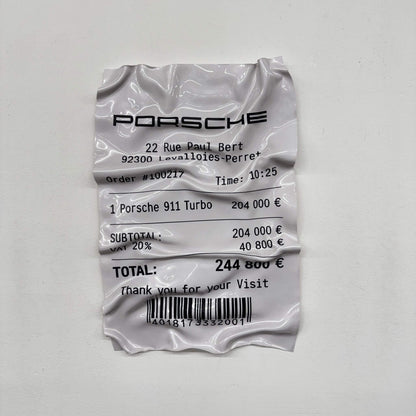 PORSCHE
22 Rue Paul Bert
92300 Levalloies-Perret
Order #100217 Time: 10:25
1 Porsche 911 Turbo 204 000 €
SUBTOTAL: 204 000 €
VAT 20% 40 800 €
TOTAL: 244 800 €
Thank you for your Visit
4018173332001